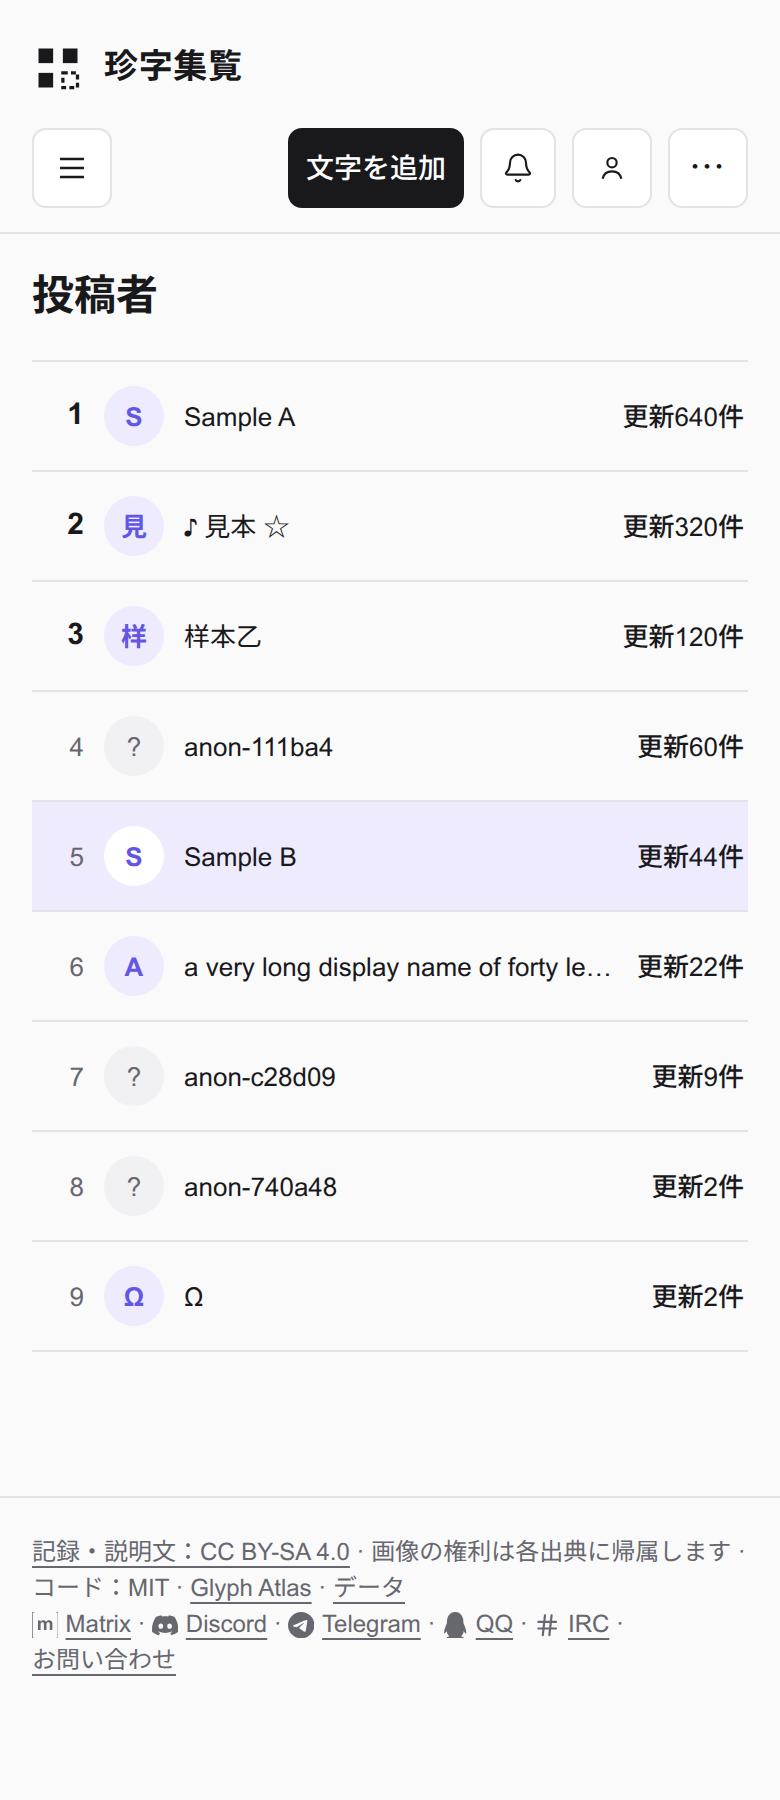 珍字集覧
文字を追加
投稿者
1 S Sample A 更新640件
2 見 ♪ 見本 ☆ 更新320件
3 样 样本乙 更新120件
4 ? anon-111ba4 更新60件
5 S Sample B 更新44件
6 A a very long display name of forty le… 更新22件
7 ? anon-c28d09 更新9件
8 ? anon-740a48 更新2件
9 Ω Ω 更新2件
記録・説明文：CC BY-SA 4.0 · 画像の権利は各出典に帰属します ·
コード：MIT · Glyph Atlas · データ
[m] Matrix · Discord · Telegram · QQ · IRC ·
お問い合わせ